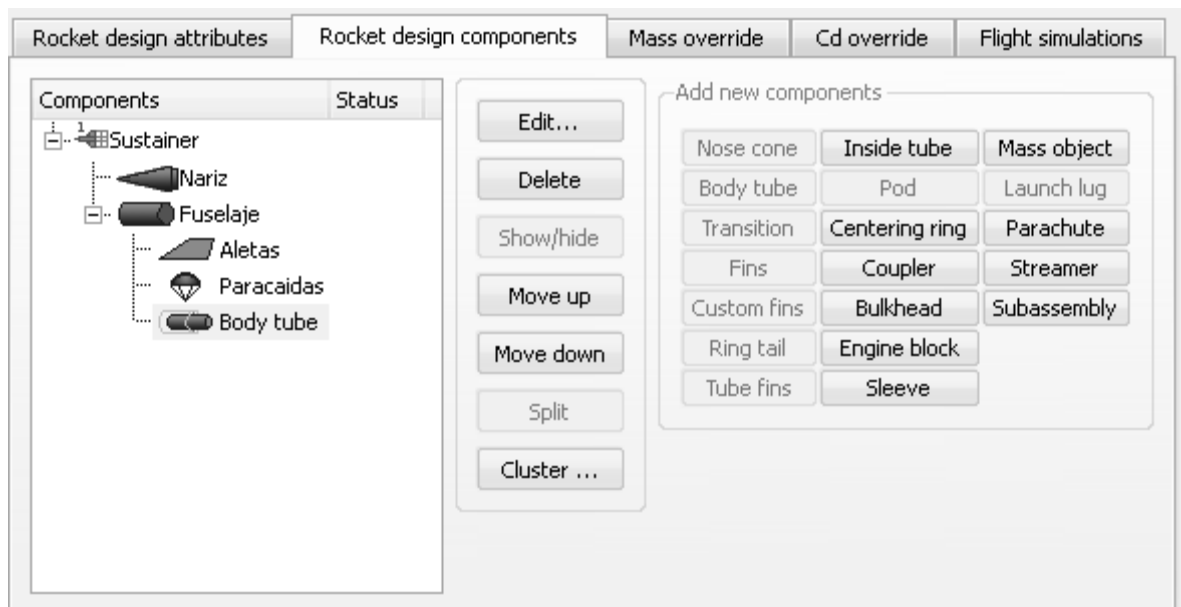 Rocket design attributes
Rocket design components
Mass override
Cd override
Flight simulations
Components Status
1
Sustainer
Nariz
Fuselaje
Aletas
Paracaidas
Body tube
Edit...
Delete
Show/hide
Move up
Move down
Split
Cluster ...
Add new components
Nose cone Inside tube Mass object
Body tube Pod Launch lug
Transition Centering ring Parachute
Fins Coupler Streamer
Custom fins Bulkhead Subassembly
Ring tail Engine block
Tube fins Sleeve